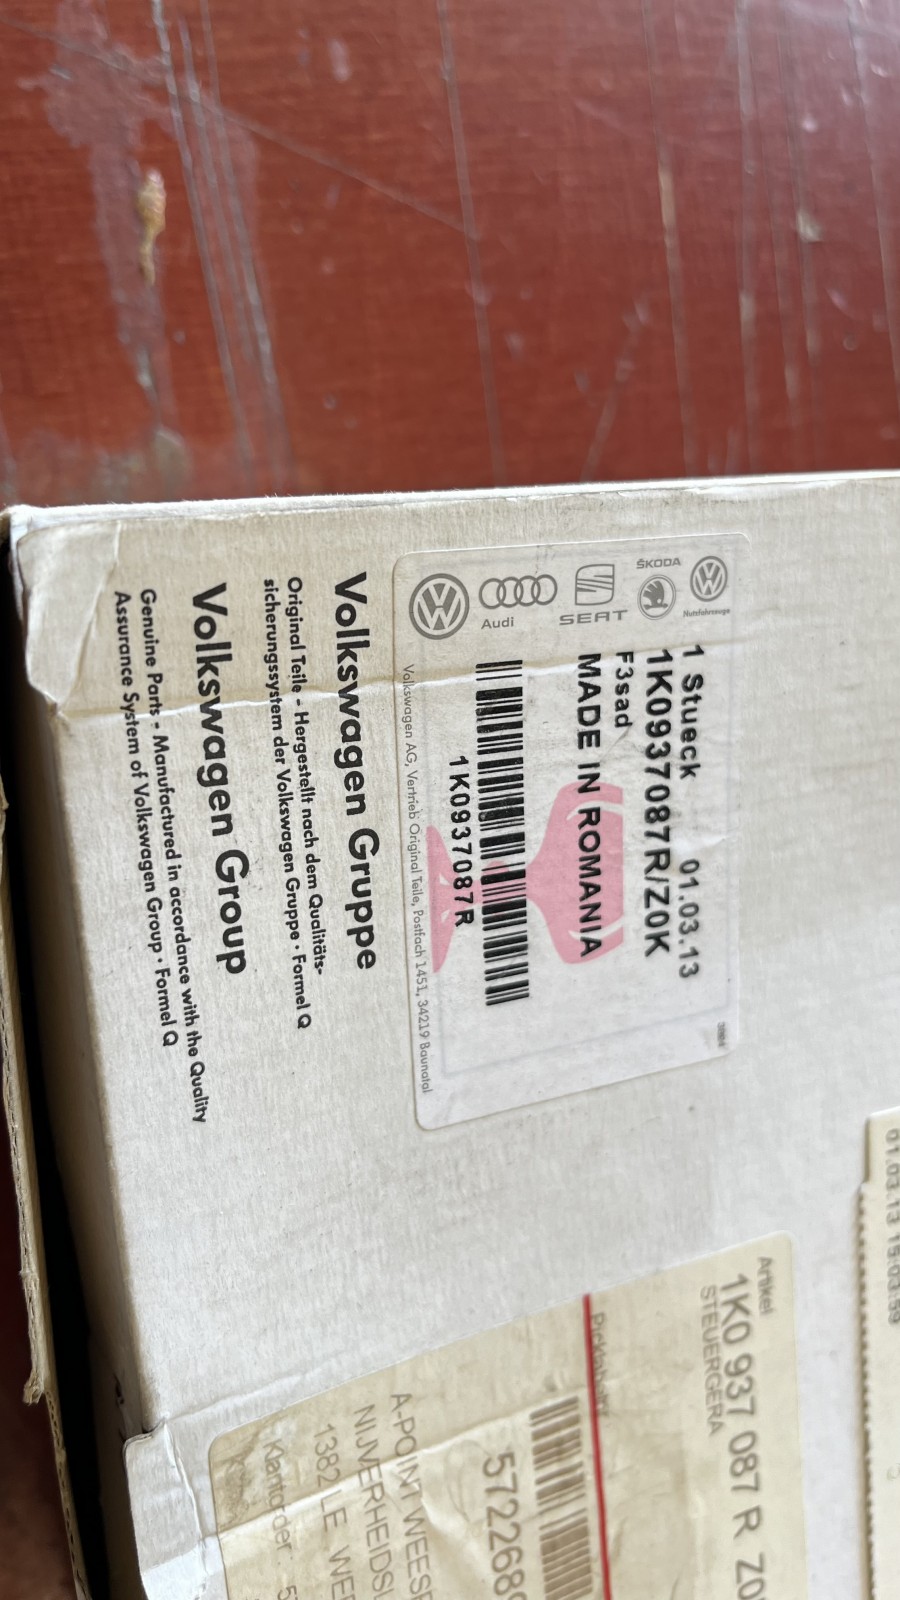 ŠKODA
Nutzfahrzeuge
SEAT
Audi
1 Stueck 01.03.13
1K0937087R/Z0K
F3sad
MADE IN ROMANIA
1K0937087R
Volkswagen AG, Vertrieb Original Teile, Postfach 1451, 34219 Baunatal
Volkswagen Gruppe
Original Teile - Hergestellt nach dem Qualitäts-
sicherungssystem der Volkswagen Gruppe · Formel Q
Volkswagen Group
Genuine Parts - Manufactured in accordance with the Quality
Assurance System of Volkswagen Group · Formel Q
01.03.13 15:03:59
Artikel
1K0 937 087 R Z0
STEUERGERA
572268
A-POINT WEESP
NIJVERHEIDSL
1382 LE WE
Klantorder: 5